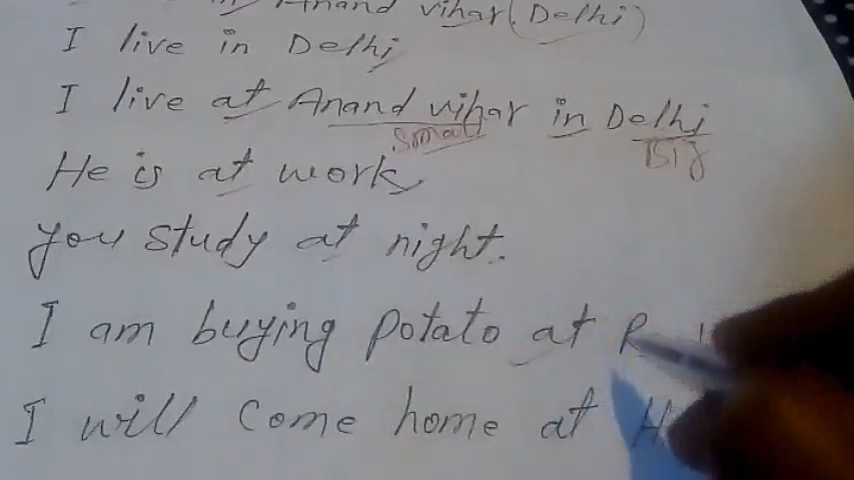 in Anand vihar (Delhi)
I live in Delhi
I live at Anand vihar in Delhi
small Big
He is at work
you study at night.
I am buying potato at R
I will come home at H